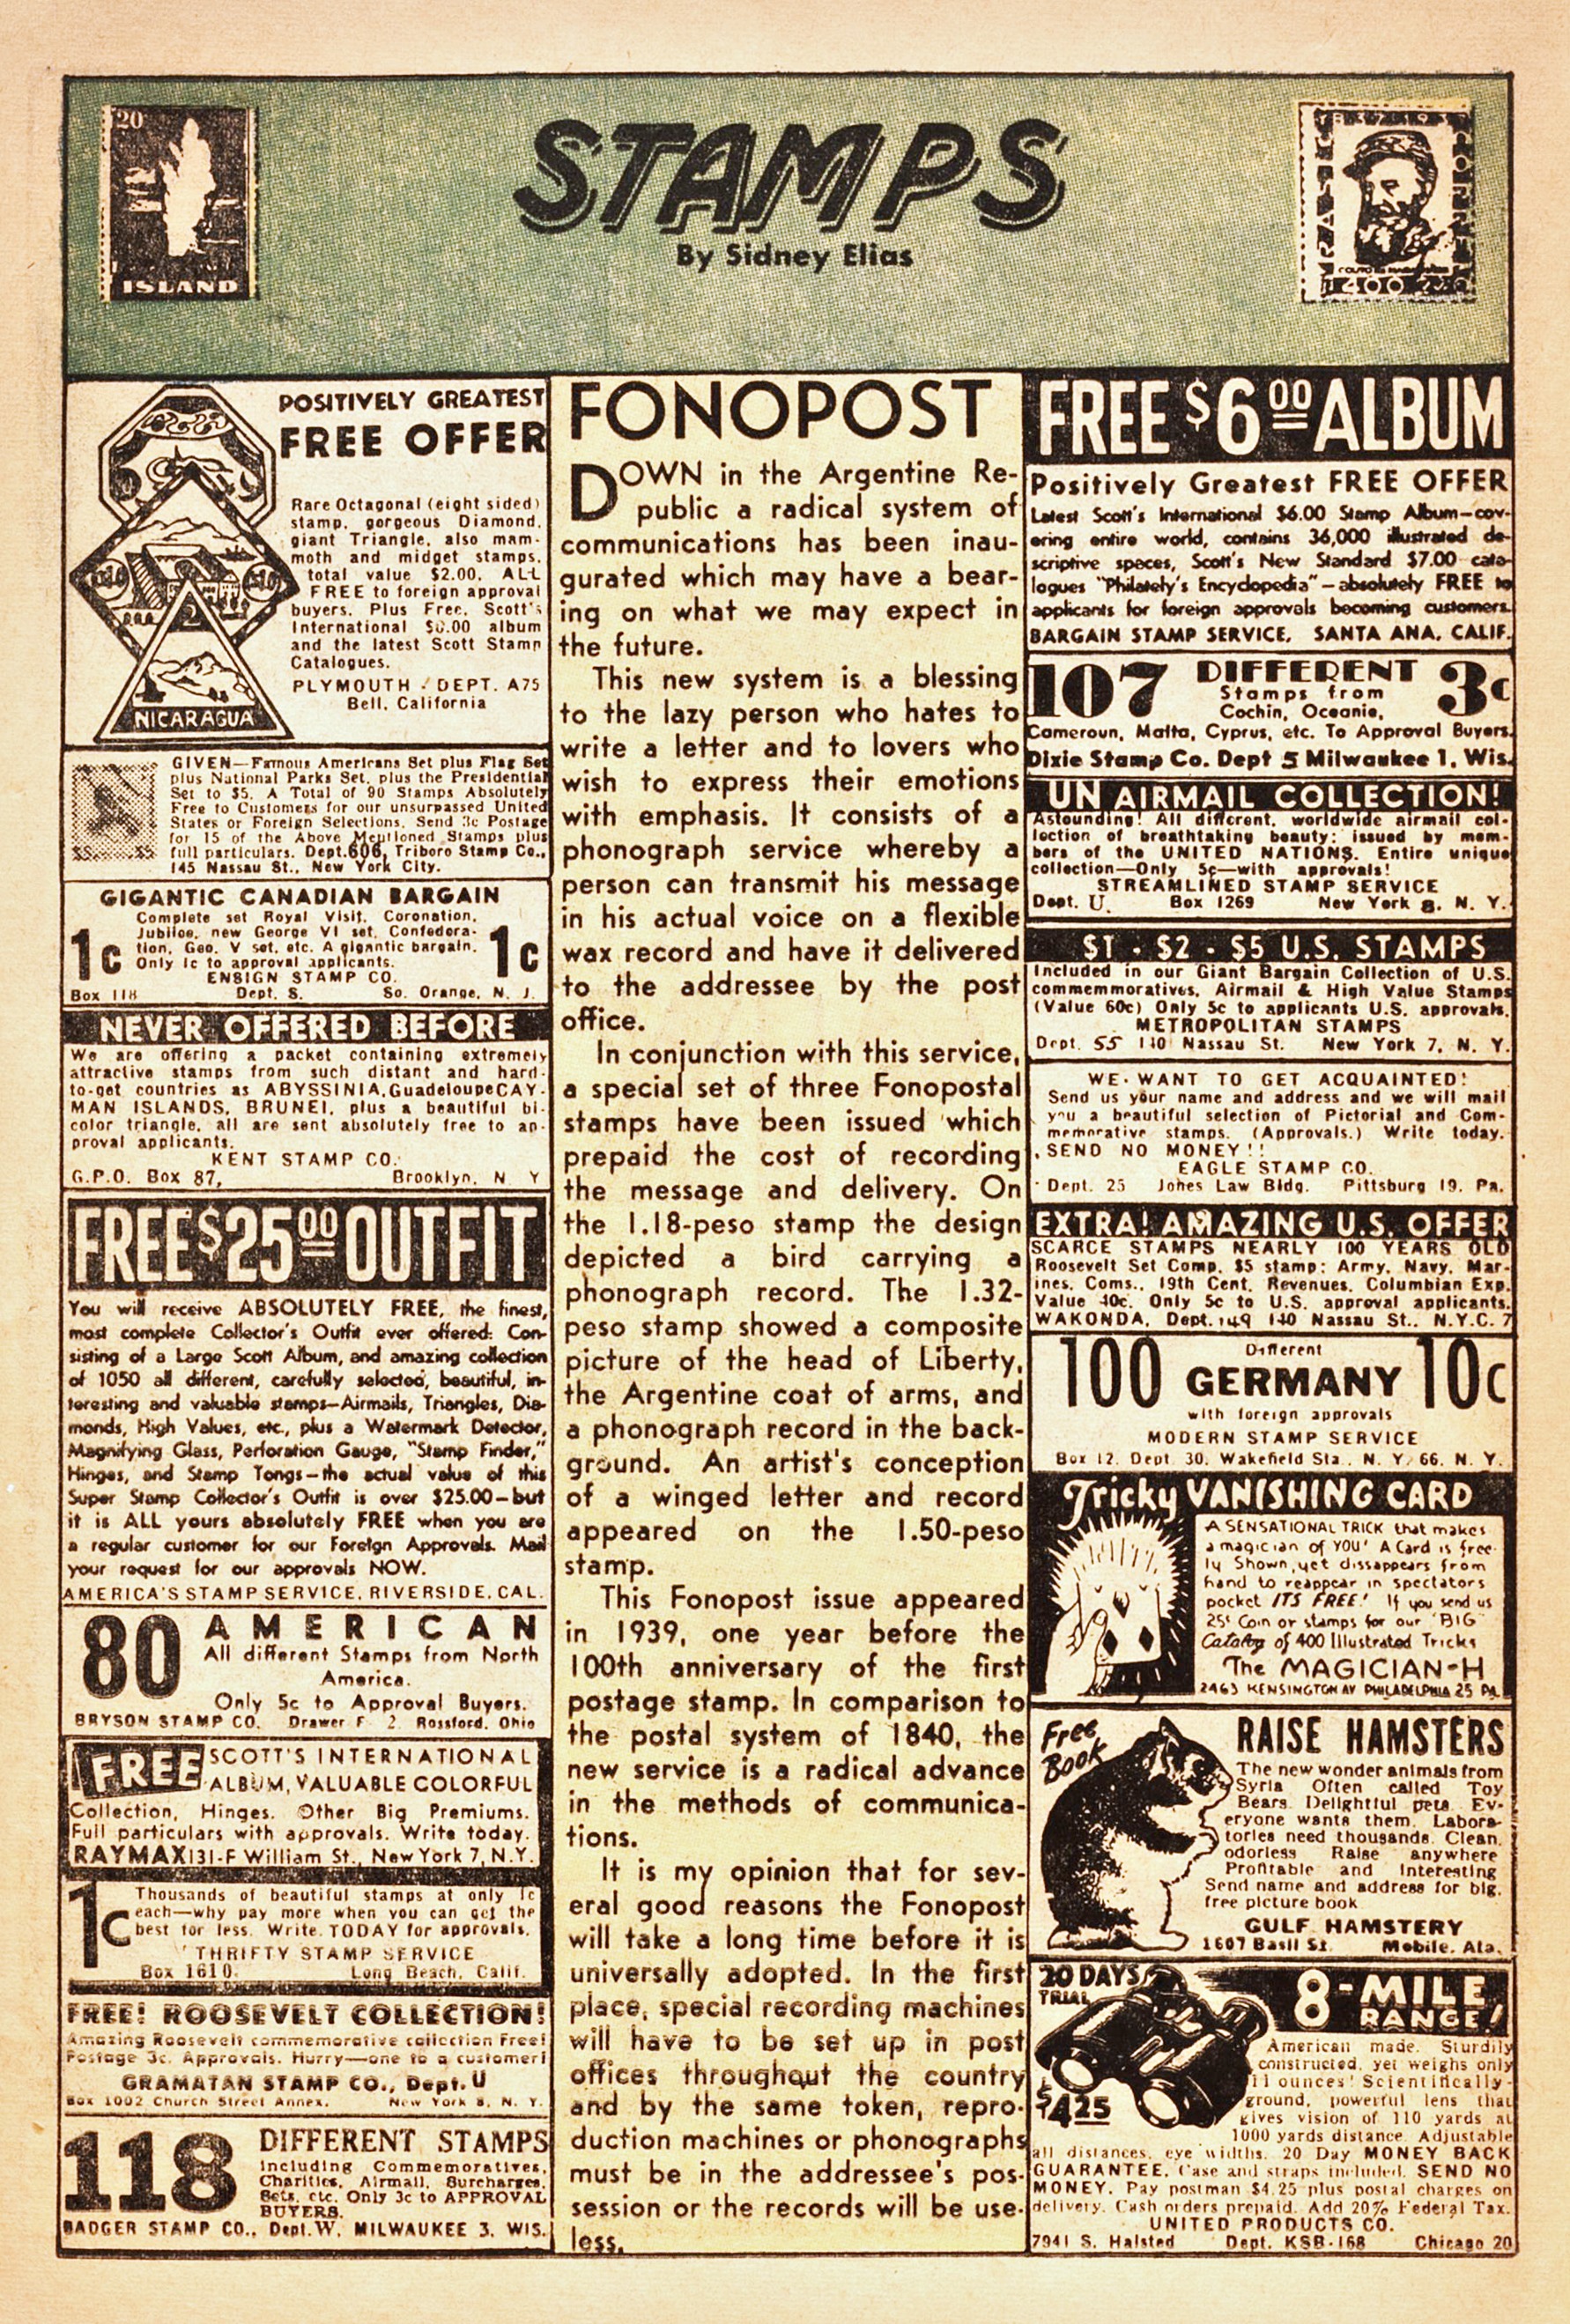 20
ISLAND
STAMPS
By Sidney Elias
POSITIVELY GREATEST
FREE OFFER
Rare Octagonal (eight sided)
stamp, gorgeous Diamond,
giant Triangle, also mam-
moth and midget stamps,
total value $2.00. ALL
FREE to foreign approval
buyers. Plus Free, Scott's
International $6.00 album
and the latest Scott Stamp
Catalogues.
PLYMOUTH - DEPT. A75
Bell, California
NICARAGUA
GIVEN—Famous Americans Set plus Flag Set
plus National Parks Set, plus the Presidential
Set to $5. A Total of 90 Stamps Absolutely
Free to Customers for our unsurpassed United
States or Foreign Selections. Send 3c Postage
for 15 of the Above Mentioned Stamps plus
full particulars. Dept.606, Triboro Stamp Co.,
145 Nassau St., New York City.
GIGANTIC CANADIAN BARGAIN
1c
Complete set Royal Visit, Coronation,
Jubilee, new George VI set, Confedera-
tion, Geo. V set, etc. A gigantic bargain.
Only 1c to approval applicants.
1c
ENSIGN STAMP CO.
Box 118 Dept. S. So. Orange, N. J.
NEVER OFFERED BEFORE
We are offering a packet containing extremely
attractive stamps from such distant and hard-
to-get countries as ABYSSINIA, Guadeloupe CAY-
MAN ISLANDS, BRUNEI, plus a beautiful bi-
color triangle, all are sent absolutely free to ap-
proval applicants.
KENT STAMP CO.
G.P.O. Box 87, Brooklyn, N Y
FREE $25.00 OUTFIT
You will receive ABSOLUTELY FREE, the finest,
most complete Collector's Outfit ever offered: Con-
sisting of a Large Scott Album, and amazing collection
of 1050 all different, carefully selected, beautiful, in-
teresting and valuable stamps—Airmails, Triangles, Dia-
monds, High Values, etc., plus a Watermark Detector,
Magnifying Glass, Perforation Gauge, "Stamp Finder,"
Hinges, and Stamp Tongs—the actual value of this
Super Stamp Collector's Outfit is over $25.00—but
it is ALL yours absolutely FREE when you are
a regular customer for our Foreign Approvals. Mail
your request for our approvals NOW.
AMERICA'S STAMP SERVICE, RIVERSIDE, CAL.
80 AMERICAN
All different Stamps from North
America.
Only 5c to Approval Buyers.
BRYSON STAMP CO. Drawer F 2 Rossford, Ohio
FREE SCOTT'S INTERNATIONAL
ALBUM, VALUABLE COLORFUL
Collection, Hinges. Other Big Premiums.
Full particulars with approvals. Write today.
RAYMAX 131-F William St., New York 7, N.Y.
1c
Thousands of beautiful stamps at only 1c
each—why pay more when you can get the
best for less. Write TODAY for approvals.
THRIFTY STAMP SERVICE
Box 1610 Long Beach, Calif.
FREE! ROOSEVELT COLLECTION!
Amazing Roosevelt commemorative collection Free!
Postage 3c. Approvals. Hurry—one to a customer!
GRAMATAN STAMP CO., Dept. U
Box 1002 Church Street Annex. New York 8, N. Y.
118 DIFFERENT STAMPS
Including Commemoratives,
Charities, Airmail, Surcharges,
Sets, etc. Only 3c to APPROVAL
BUYERS.
BADGER STAMP CO., Dept. W, MILWAUKEE 3, WIS.
FONOPOST
DOWN in the Argentine Re-
public a radical system of
communications has been inau-
gurated which may have a bear-
ing on what we may expect in
the future.
This new system is a blessing
to the lazy person who hates to
write a letter and to lovers who
wish to express their emotions
with emphasis. It consists of a
phonograph service whereby a
person can transmit his message
in his actual voice on a flexible
wax record and have it delivered
to the addressee by the post
office.
In conjunction with this service,
a special set of three Fonopostal
stamps have been issued which
prepaid the cost of recording
the message and delivery. On
the 1.18-peso stamp the design
depicted a bird carrying a
phonograph record. The 1.32-
peso stamp showed a composite
picture of the head of Liberty,
the Argentine coat of arms, and
a phonograph record in the back-
ground. An artist's conception
of a winged letter and record
appeared on the 1.50-peso
stamp.
This Fonopost issue appeared
in 1939, one year before the
100th anniversary of the first
postage stamp. In comparison to
the postal system of 1840, the
new service is a radical advance
in the methods of communica-
tions.
It is my opinion that for sev-
eral good reasons the Fonopost
will take a long time before it is
universally adopted. In the first
place, special recording machines
will have to be set up in post
offices throughout the country
and by the same token, repro-
duction machines or phonographs
must be in the addressee's pos-
session or the records will be use-
less.
FREE $6.00 ALBUM
Positively Greatest FREE OFFER
Latest Scott's International $6.00 Stamp Album—cov-
ering entire world, contains 36,000 illustrated de-
scriptive spaces, Scott's New Standard $7.00 cata-
logues "Philately's Encyclopedia"—absolutely FREE to
applicants for foreign approvals becoming customers.
BARGAIN STAMP SERVICE, SANTA ANA, CALIF.
107 DIFFERENT 3c
Stamps from
Cochin, Oceanie,
Cameroun, Malta, Cyprus, etc. To Approval Buyers.
Dixie Stamp Co. Dept 5 Milwaukee 1, Wis.
UN AIRMAIL COLLECTION!
Astounding! All different, worldwide airmail col-
lection of breathtaking beauty; issued by mem-
bers of the UNITED NATIONS. Entire unique
collection—Only 5c—with approvals!
STREAMLINED STAMP SERVICE
Dept. U. Box 1269 New York 8, N. Y.
$1 - $2 - $5 U.S. STAMPS
Included in our Giant Bargain Collection of U.S.
commemmoratives, Airmail & High Value Stamps
(Value 60c) Only 5c to applicants U.S. approvals.
METROPOLITAN STAMPS
Dept. 55 140 Nassau St. New York 7, N. Y.
WE WANT TO GET ACQUAINTED!
Send us your name and address and we will mail
you a beautiful selection of Pictorial and Com-
memorative stamps. (Approvals.) Write today.
SEND NO MONEY!!
EAGLE STAMP CO.
Dept. 25 Johes Law Bldg. Pittsburg 19, Pa.
EXTRA! AMAZING U.S. OFFER
SCARCE STAMPS NEARLY 100 YEARS OLD
Roosevelt Set Comp. $5 stamp; Army, Navy, Mar-
ines, Coms., 19th Cent. Revenues, Columbian Exp.
Value 40c. Only 5c to U.S. approval applicants.
WAKONDA, Dept. 149 140 Nassau St., N.Y.C. 7
100 Different GERMANY 10c
with foreign approvals
MODERN STAMP SERVICE
Box 12, Dept 30, Wakefield Sta., N. Y. 66, N. Y.
Tricky VANISHING CARD
A SENSATIONAL TRICK that makes
a magician of YOU! A Card is free-
ly Shown, yet dissappears from
hand to reappear in spectators
pocket ITS FREE! If you send us
25¢ Coin or stamps for our "BIG"
Catalog of 400 Illustrated Tricks
The MAGICIAN-H
2463 KENSINGTON AV PHILADELPHIA 25 PA
Free
Book
RAISE HAMSTERS
The new wonder animals from
Syria Often called Toy
Bears. Delightful pets. Ev-
eryone wants them. Labora-
tories need thousands. Clean,
odorless Raise anywhere
Profitable and interesting
Send name and address for big,
free picture book
GULF HAMSTERY
1607 Basil St. Mobile, Ala.
20 DAYS
TRIAL
8-MILE
RANGE!
$4.25
American made. Sturdily
constructed, yet weighs only
11 ounces! Scientifically-
ground, powerful lens that
gives vision of 110 yards at
1000 yards distance. Adjustable
all distances, eye widths. 20 Day MONEY BACK
GUARANTEE. Case and straps included. SEND NO
MONEY. Pay postman $4.25 plus postal charges on
delivery. Cash orders prepaid. Add 20% Federal Tax.
UNITED PRODUCTS CO.
7941 S. Halsted Dept. KSB-168 Chicago 20